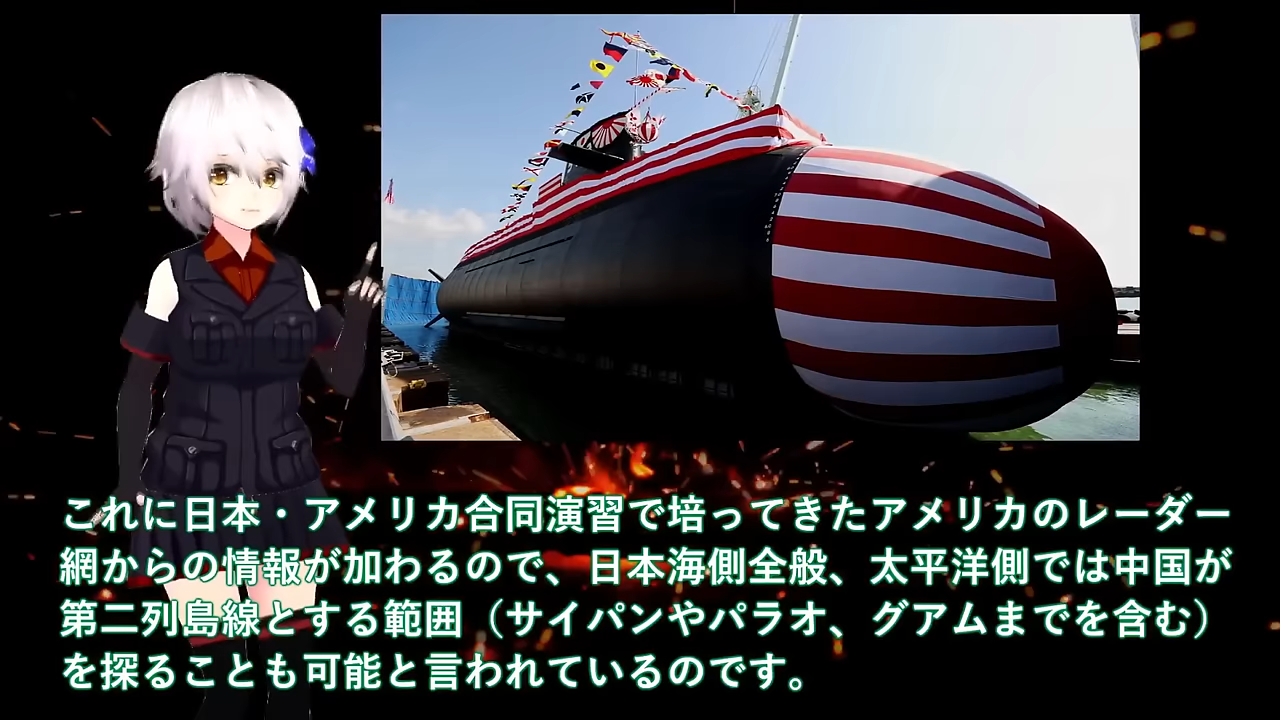 これに日本・アメリカ合同演習で培ってきたアメリカのレーダー
網からの情報が加わるので、日本海側全般、太平洋側では中国が
第二列島線とする範囲（サイパンやパラオ、グアムまでを含む）
を探ることも可能と言われているのです。